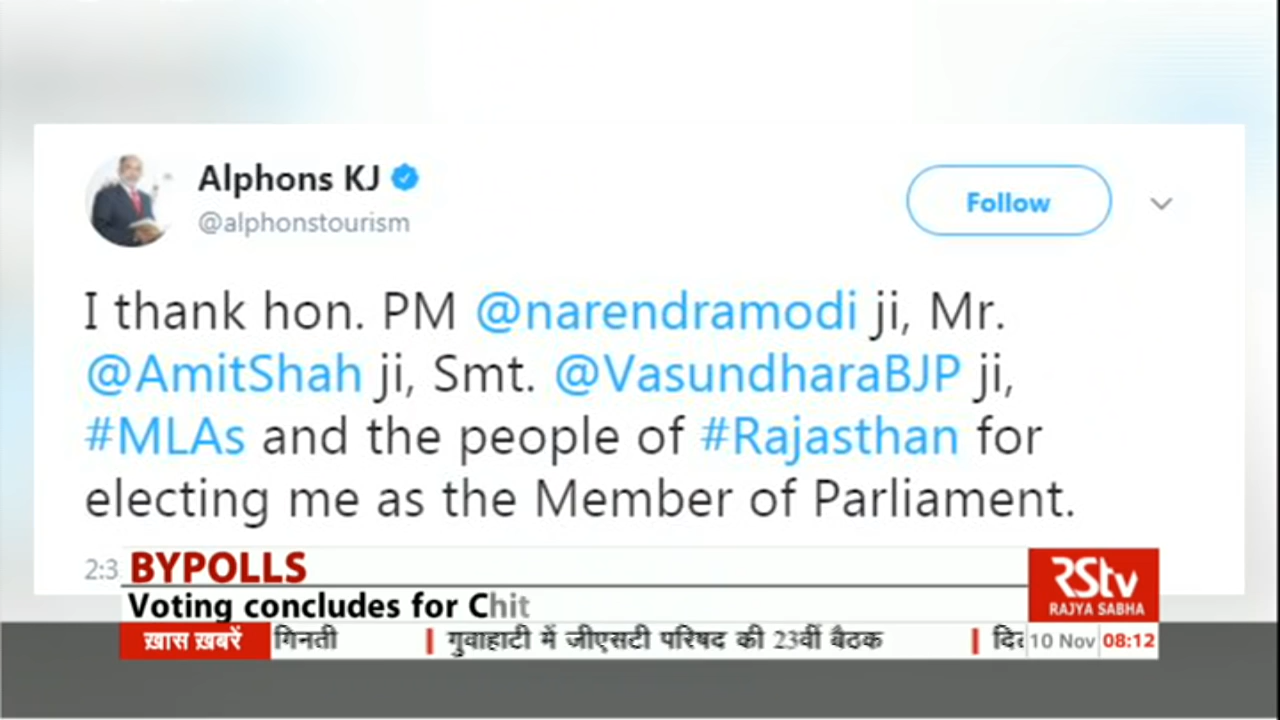 Alphons KJ
@alphonstourism
Follow
I thank hon. PM @narendramodi ji, Mr.
@AmitShah ji, Smt. @VasundharaBJP ji,
#MLAs and the people of #Rajasthan for
electing me as the Member of Parliament.
2:3
BYPOLLS
Voting concludes for Chit
RStv
RAJYA SABHA
ख़ास ख़बरें गिनती | गुवाहाटी में जीएसटी परिषद की 23वीं बैठक | 10 Nov 08:12